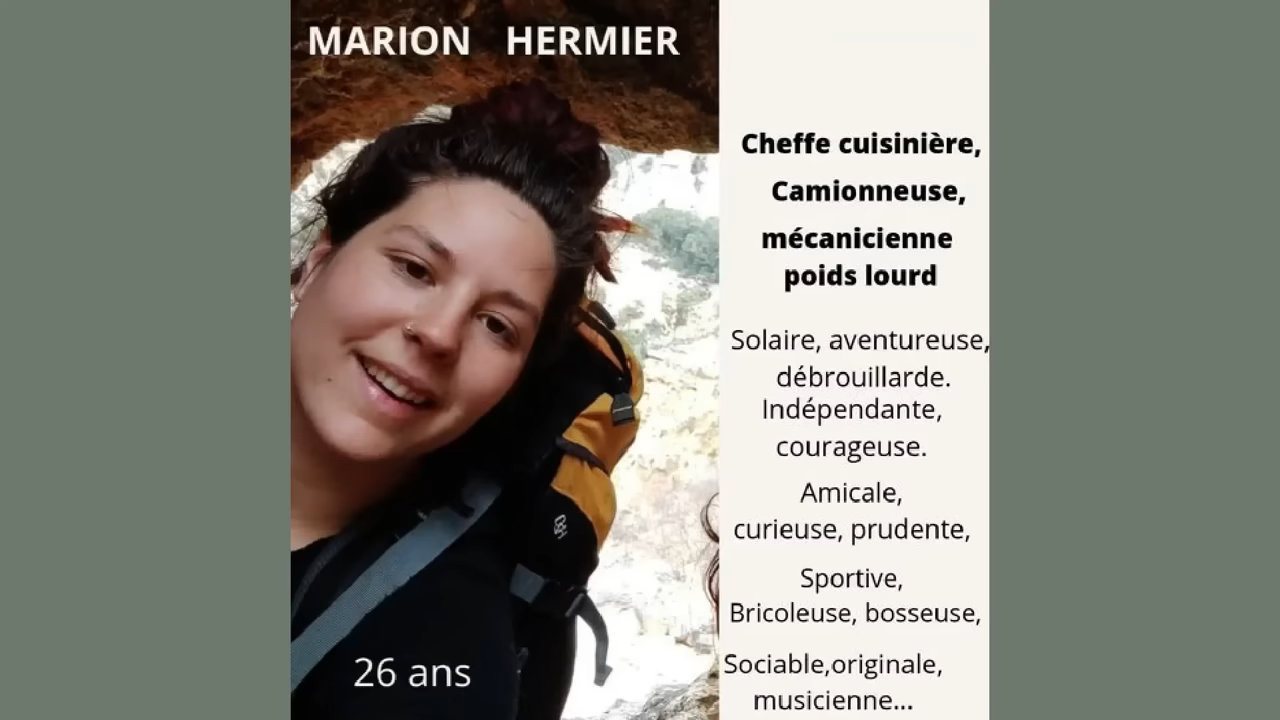 MARION HERMIER
26 ans
Cheffe cuisinière,
Camionneuse,
mécanicienne
poids lourd
Solaire, aventureuse,
débrouillarde.
Indépendante,
courageuse.
Amicale,
curieuse, prudente,
Sportive,
Bricoleuse, bosseuse,
Sociable,originale,
musicienne...